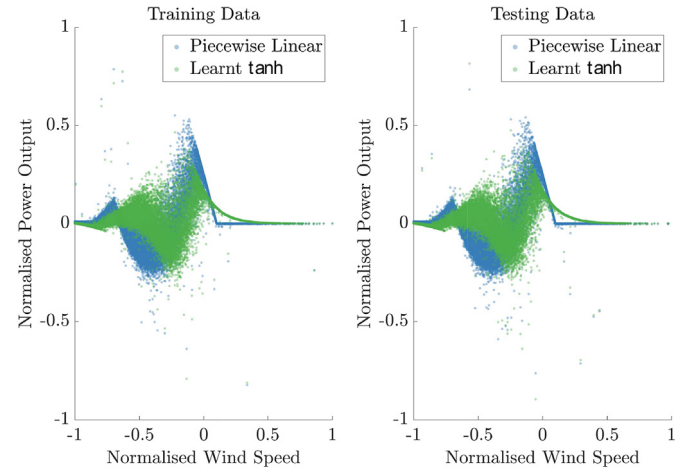 Training Data
1
0.5
0
-0.5
-1
-1
-0.5
0
0.5
1
Normalised Power Output
Normalised Wind Speed
Piecewise Linear
Learnt tanh
Testing Data
1
0.5
0
-0.5
-1
-1
-0.5
0
0.5
1
Normalised Power Output
Normalised Wind Speed
Piecewise Linear
Learnt tanh